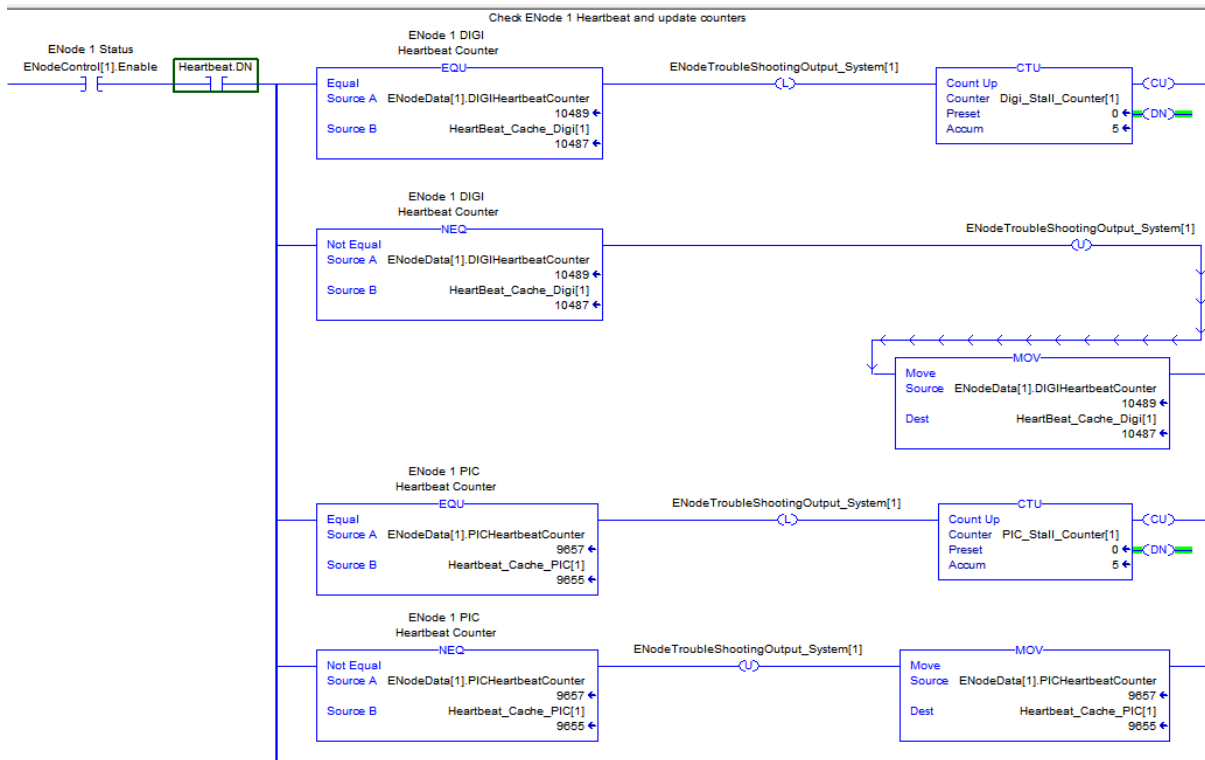 Check ENode 1 Heartbeat and update counters
ENode 1 Status
ENodeControl[1].Enable
Heartbeat.DN
ENode 1 DIGI
Heartbeat Counter
EQU
Equal
Source A ENodeData[1].DIGIHeartbeatCounter
10489
Source B HeartBeat_Cache_Digi[1]
10487
ENodeTroubleShootingOutput_System[1]
L
CTU
Count Up
Counter Digi_Stall_Counter[1]
Preset 0
Accum 5
CU
DN
ENode 1 DIGI
Heartbeat Counter
NEQ
Not Equal
Source A ENodeData[1].DIGIHeartbeatCounter
10489
Source B HeartBeat_Cache_Digi[1]
10487
ENodeTroubleShootingOutput_System[1]
U
MOV
Move
Source ENodeData[1].DIGIHeartbeatCounter
10489
Dest HeartBeat_Cache_Digi[1]
10487
ENode 1 PIC
Heartbeat Counter
EQU
Equal
Source A ENodeData[1].PICHeartbeatCounter
9657
Source B Heartbeat_Cache_PIC[1]
9655
ENodeTroubleShootingOutput_System[1]
L
CTU
Count Up
Counter PIC_Stall_Counter[1]
Preset 0
Accum 5
CU
DN
ENode 1 PIC
Heartbeat Counter
NEQ
Not Equal
Source A ENodeData[1].PICHeartbeatCounter
9657
Source B Heartbeat_Cache_PIC[1]
9655
ENodeTroubleShootingOutput_System[1]
U
MOV
Move
Source ENodeData[1].PICHeartbeatCounter
9657
Dest Heartbeat_Cache_PIC[1]
9655